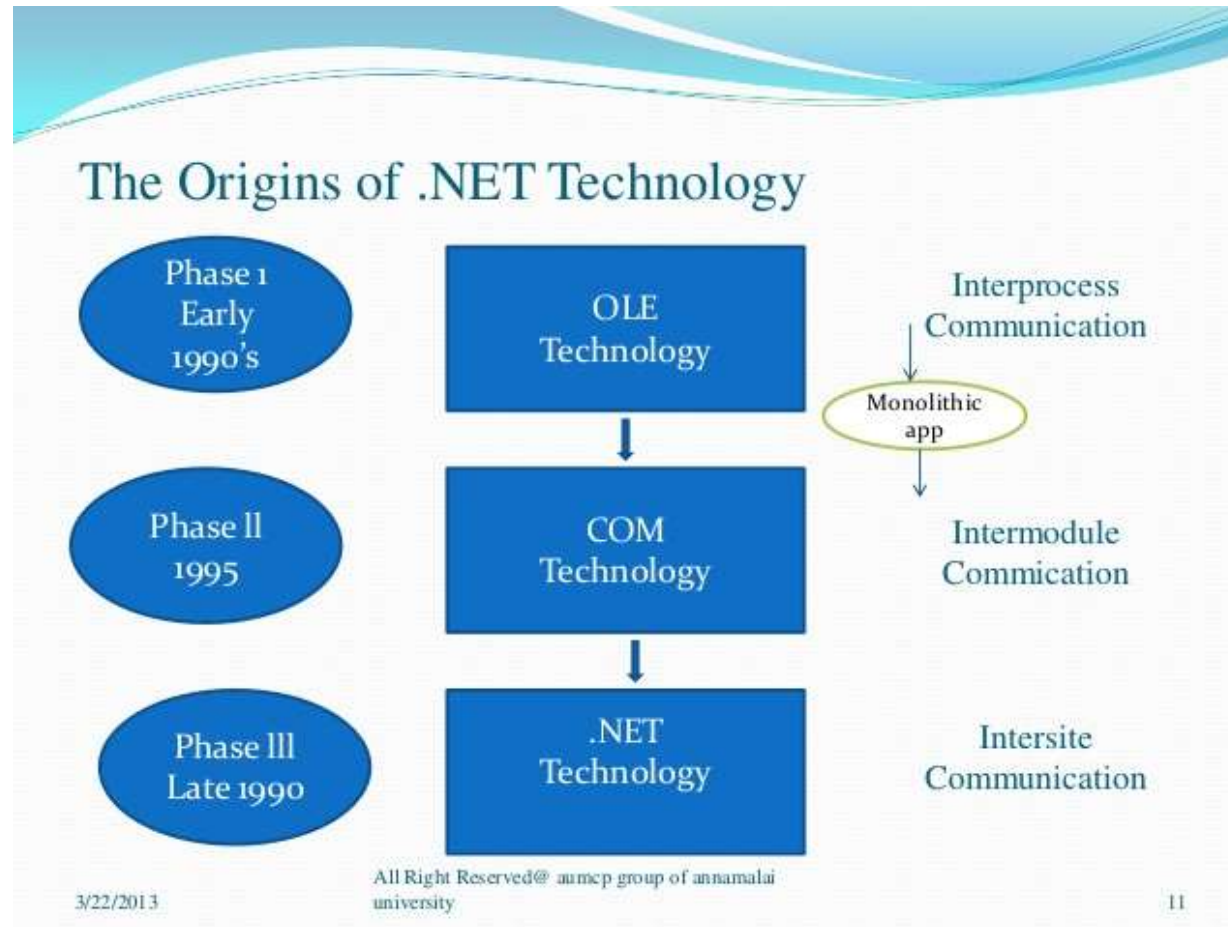 The Origins of .NET Technology
Phase 1
Early
1990's
OLE
Technology
Interprocess
Communication
Monolithic
app
Phase ll
1995
COM
Technology
Intermodule
Commication
Phase lll
Late 1990
.NET
Technology
Intersite
Communication
3/22/2013
All Right Reserved@ aumcp group of annamalai
university
11